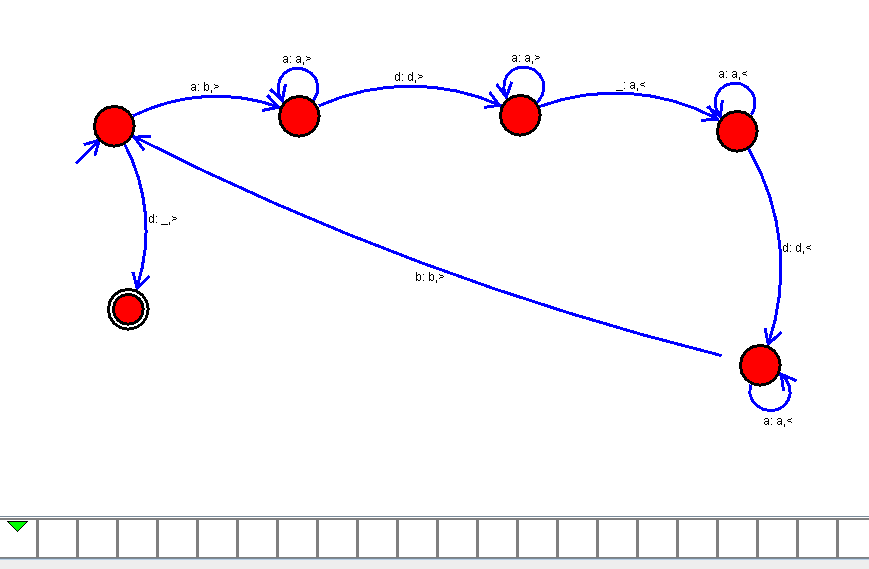 a: a,>
a: a,>
a: a,<
a: b,>
d: d,>
_: a,<
d: _,>
d: d,<
b: b,>
a: a,<